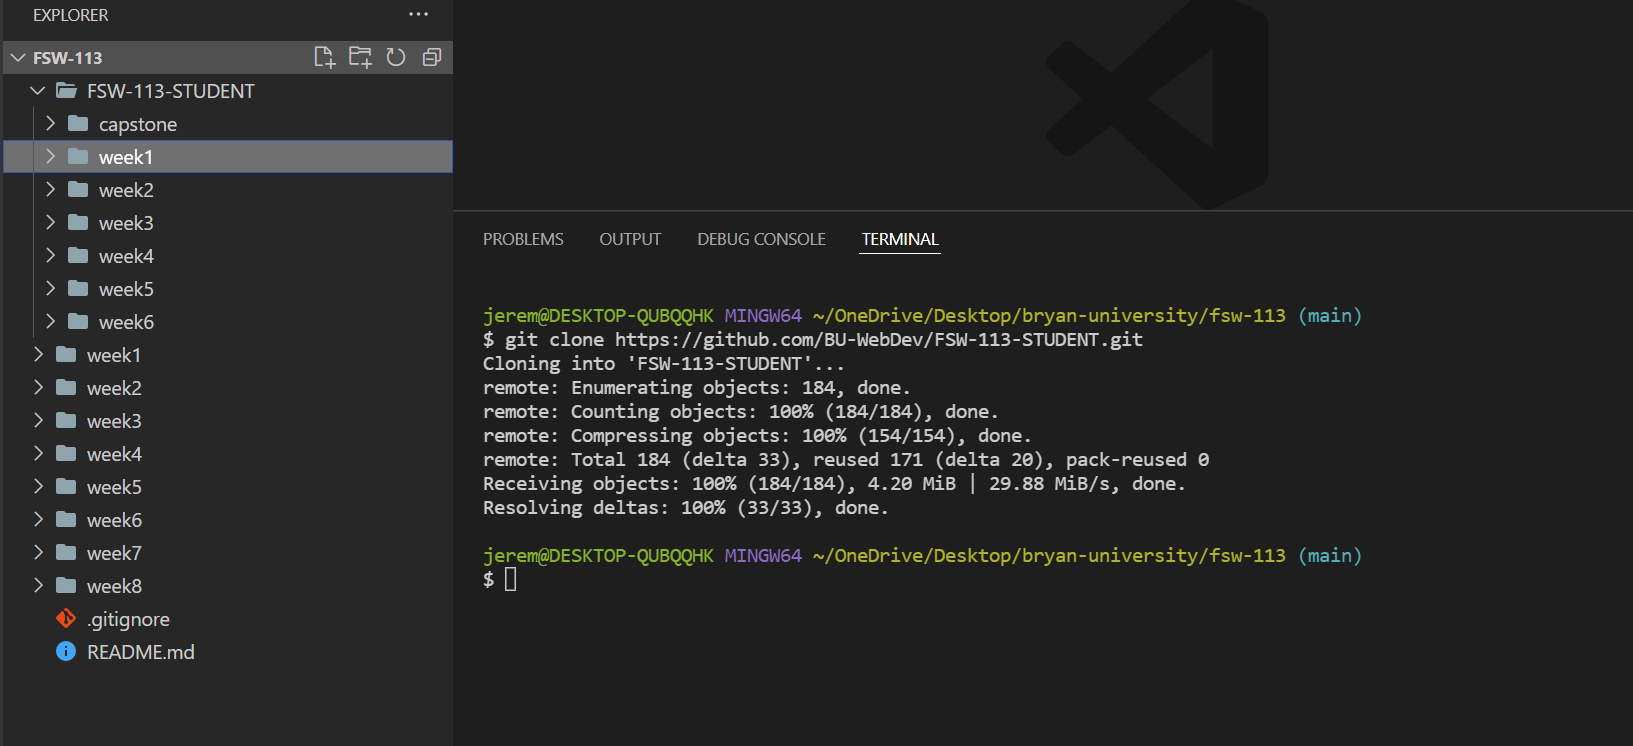 EXPLORER
FSW-113
FSW-113-STUDENT
capstone
week1
week2
week3
week4
week5
week6
week1
week2
week3
week4
week5
week6
week7
week8
.gitignore
README.md
PROBLEMS OUTPUT DEBUG CONSOLE TERMINAL
jerem@DESKTOP-QUBQQHK MINGW64 ~/OneDrive/Desktop/bryan-university/fsw-113 (main)
$ git clone https://github.com/BU-WebDev/FSW-113-STUDENT.git
Cloning into 'FSW-113-STUDENT'...
remote: Enumerating objects: 184, done.
remote: Counting objects: 100% (184/184), done.
remote: Compressing objects: 100% (154/154), done.
remote: Total 184 (delta 33), reused 171 (delta 20), pack-reused 0
Receiving objects: 100% (184/184), 4.20 MiB | 29.88 MiB/s, done.
Resolving deltas: 100% (33/33), done.
jerem@DESKTOP-QUBQQHK MINGW64 ~/OneDrive/Desktop/bryan-university/fsw-113 (main)
$